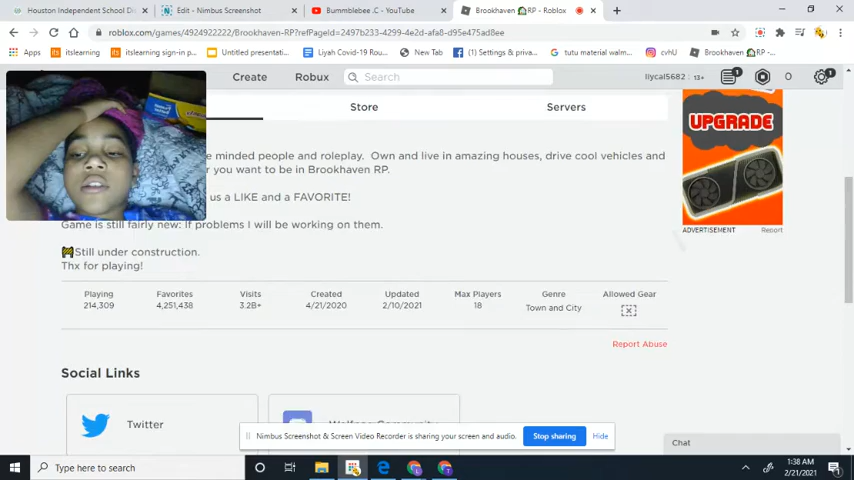 Houston Independent School Dis
Edit - Nimbus Screenshot
Bummblebee .C - YouTube
Brookhaven RP - Roblox
roblox.com/games/4924922222/Brookhaven-RP?refPageId=2497b233-4299-4e2d-afa8-d95e475ad8ee
Apps
itslearning
itslearning sign-in p...
Untitled presentati...
Liyah Covid-19 Rou...
New Tab
(1) Settings & priva...
tutu material matte...
cvhU
Brookhaven RP -...
Create
Robux
Search
llycal5682 : 13+
1
0
1
Store
Servers
e minded people and roleplay. Own and live in amazing houses, drive cool vehicles and
r you want to be in Brookhaven RP.
us a LIKE and a FAVORITE!
Game is still fairly new: If problems I will be working on them.
🚧Still under construction.
Thx for playing!
UPGRADE
ADVERTISEMENT
Report
Playing
Favorites
Visits
Created
Updated
Max Players
Genre
Allowed Gear
214,309
4,251,438
3.2B+
4/21/2020
2/10/2021
18
Town and City
Report Abuse
Social Links
Twitter
Nimbus Screenshot & Screen Video Recorder is sharing your screen and audio.
Stop sharing
Hide
Chat
Type here to search
1:38 AM
2/21/2021